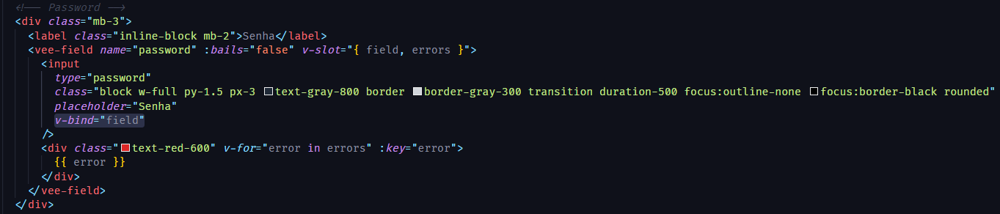 <!-- Password -->
<div class="mb-3">
<label class="inline-block mb-2">Senha</label>
<vee-field name="password" :bails="false" v-slot="{ field, errors }">
<input
type="password"
class="block w-full py-1.5 px-3 text-gray-800 border border-gray-300 transition duration-500 focus:outline-none focus:border-black rounded"
placeholder="Senha"
v-bind="field"
/>
<div class="text-red-600" v-for="error in errors" :key="error">
{{ error }}
</div>
</vee-field>
</div>